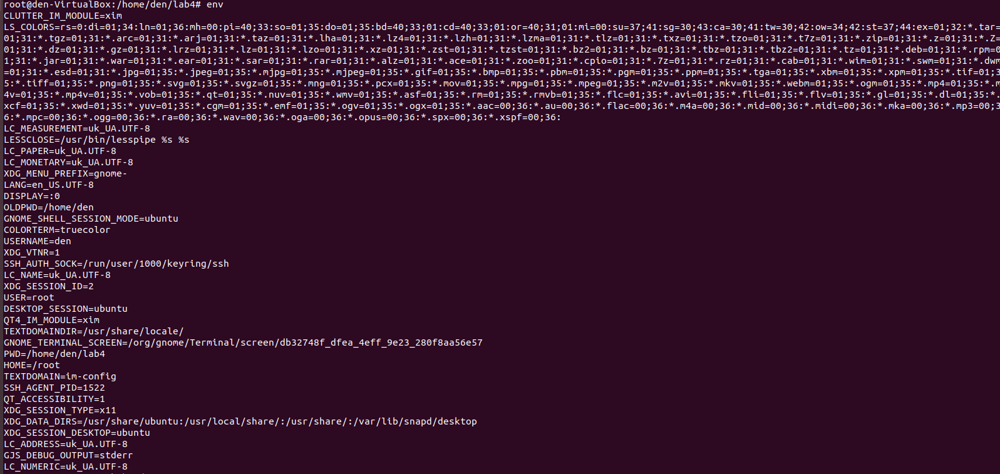 root@den-VirtualBox:/home/den/lab4# env
CLUTTER_IM_MODULE=xim
LS_COLORS=rs=0:di=01;34:ln=01;36:mh=00:pi=40;33:so=01;35:do=01;35:bd=40;33;01:cd=40;33;01:or=40;31;01:mi=00:su=37;41:sg=30;43:ca=30;41:tw=30;42:ow=34;42:st=37;44:ex=01;32:*.tar=
01;31:*.tgz=01;31:*.arc=01;31:*.arj=01;31:*.taz=01;31:*.lha=01;31:*.lz4=01;31:*.lzh=01;31:*.lzma=01;31:*.tlz=01;31:*.txz=01;31:*.tzo=01;31:*.t7z=01;31:*.zip=01;31:*.z=01;31:*.Z=
01;31:*.dz=01;31:*.gz=01;31:*.lrz=01;31:*.lz=01;31:*.lzo=01;31:*.xz=01;31:*.zst=01;31:*.tzst=01;31:*.bz2=01;31:*.bz=01;31:*.tbz=01;31:*.tbz2=01;31:*.tz=01;31:*.deb=01;31:*.rpm=0
1;31:*.jar=01;31:*.war=01;31:*.ear=01;31:*.sar=01;31:*.rar=01;31:*.alz=01;31:*.ace=01;31:*.zoo=01;31:*.cpio=01;31:*.7z=01;31:*.rz=01;31:*.cab=01;31:*.wim=01;31:*.swm=01;31:*.dwm
=01;31:*.esd=01;31:*.jpg=01;35:*.jpeg=01;35:*.mjpg=01;35:*.mjpeg=01;35:*.gif=01;35:*.bmp=01;35:*.pbm=01;35:*.pgm=01;35:*.ppm=01;35:*.tga=01;35:*.xbm=01;35:*.xpm=01;35:*.tif=01;3
5:*.tiff=01;35:*.png=01;35:*.svg=01;35:*.svgz=01;35:*.mng=01;35:*.pcx=01;35:*.mov=01;35:*.mpg=01;35:*.mpeg=01;35:*.m2v=01;35:*.mkv=01;35:*.webm=01;35:*.ogm=01;35:*.mp4=01;35:*.m
4v=01;35:*.mp4v=01;35:*.vob=01;35:*.qt=01;35:*.nuv=01;35:*.wmv=01;35:*.asf=01;35:*.rm=01;35:*.rmvb=01;35:*.flc=01;35:*.avi=01;35:*.fli=01;35:*.flv=01;35:*.gl=01;35:*.dl=01;35:*.
xcf=01;35:*.xwd=01;35:*.yuv=01;35:*.cgm=01;35:*.emf=01;35:*.ogv=01;35:*.ogx=01;35:*.aac=00;36:*.au=00;36:*.flac=00;36:*.m4a=00;36:*.mid=00;36:*.midi=00;36:*.mka=00;36:*.mp3=00;3
6:*.mpc=00;36:*.ogg=00;36:*.ra=00;36:*.wav=00;36:*.oga=00;36:*.opus=00;36:*.spx=00;36:*.xspf=00;36:
LC_MEASUREMENT=uk_UA.UTF-8
LESSCLOSE=/usr/bin/lesspipe %s %s
LC_PAPER=uk_UA.UTF-8
LC_MONETARY=uk_UA.UTF-8
XDG_MENU_PREFIX=gnome-
LANG=en_US.UTF-8
DISPLAY=:0
OLDPWD=/home/den
GNOME_SHELL_SESSION_MODE=ubuntu
COLORTERM=truecolor
USERNAME=den
XDG_VTNR=1
SSH_AUTH_SOCK=/run/user/1000/keyring/ssh
LC_NAME=uk_UA.UTF-8
XDG_SESSION_ID=2
USER=root
DESKTOP_SESSION=ubuntu
QT4_IM_MODULE=xim
TEXTDOMAINDIR=/usr/share/locale/
GNOME_TERMINAL_SCREEN=/org/gnome/Terminal/screen/db32748f_dfea_4eff_9e23_280f8aa56e57
PWD=/home/den/lab4
HOME=/root
TEXTDOMAIN=im-config
SSH_AGENT_PID=1522
QT_ACCESSIBILITY=1
XDG_SESSION_TYPE=x11
XDG_DATA_DIRS=/usr/share/ubuntu:/usr/local/share/:/usr/share/:/var/lib/snapd/desktop
XDG_SESSION_DESKTOP=ubuntu
LC_ADDRESS=uk_UA.UTF-8
GJS_DEBUG_OUTPUT=stderr
LC_NUMERIC=uk_UA.UTF-8